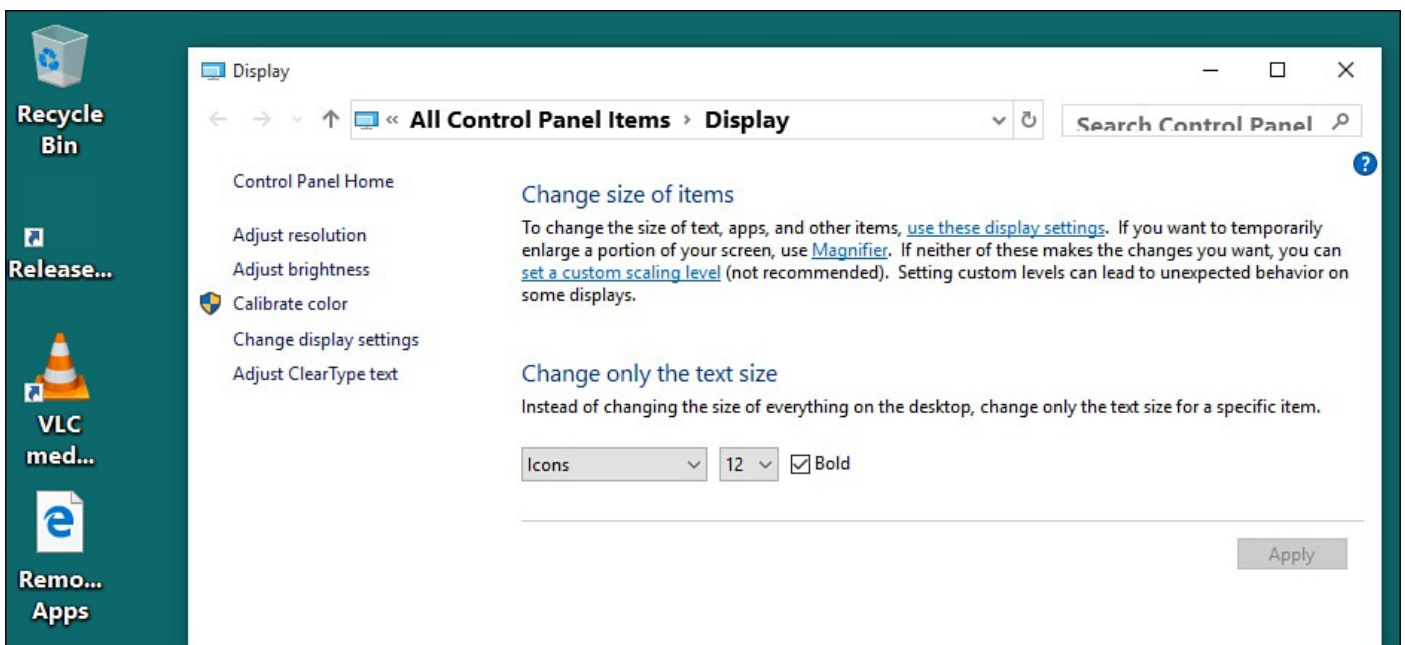 Recycle
Bin
Release...
VLC
med...
Remo...
Apps
Display
« All Control Panel Items › Display
Search Control Panel
?
Control Panel Home
Adjust resolution
Adjust brightness
Calibrate color
Change display settings
Adjust ClearType text
Change size of items
To change the size of text, apps, and other items, use these display settings. If you want to temporarily
enlarge a portion of your screen, use Magnifier. If neither of these makes the changes you want, you can
set a custom scaling level (not recommended). Setting custom levels can lead to unexpected behavior on
some displays.
Change only the text size
Instead of changing the size of everything on the desktop, change only the text size for a specific item.
Icons 12 Bold
Apply